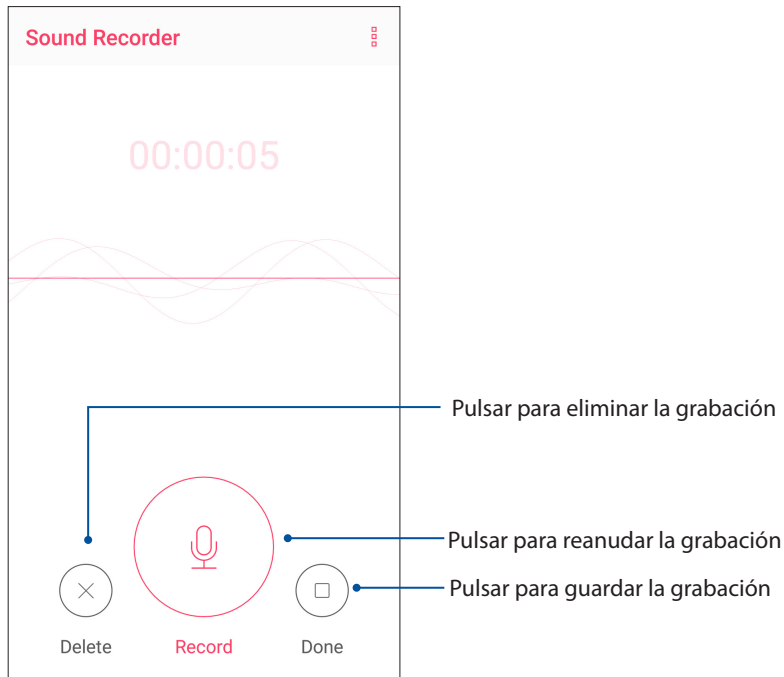 Sound Recorder
00:00:05
Pulsar para eliminar la grabación
Pulsar para reanudar la grabación
Pulsar para guardar la grabación
Delete
Record
Done